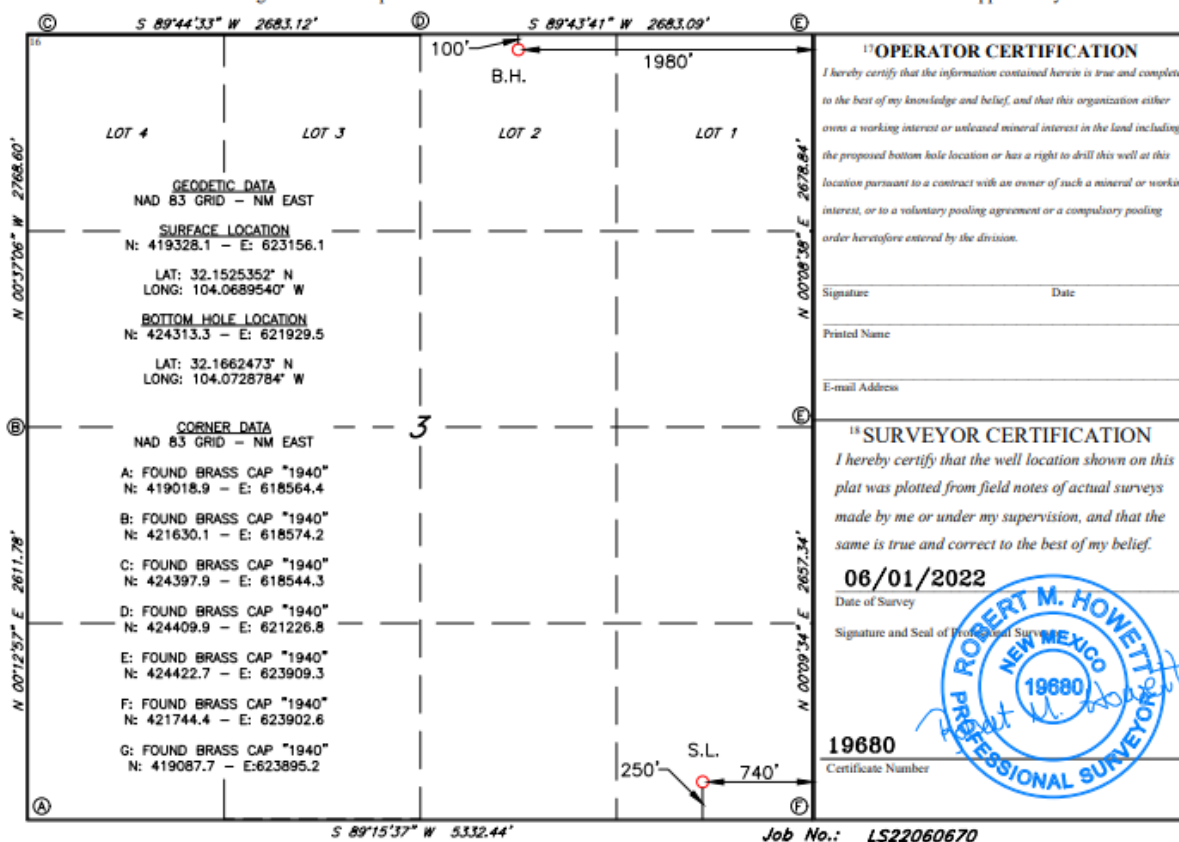 Ⓒ S 89°44'33" W 2683.12' Ⓓ S 89°43'41" W 2683.09' Ⓔ
16
100'
1980'
B.H.
LOT 4 LOT 3 LOT 2 LOT 1
N 00°37'06" W 2768.60'
N 00°08'38" E 2678.84'
GEODETIC DATA
NAD 83 GRID - NM EAST
SURFACE LOCATION
N: 419328.1 - E: 623156.1
LAT: 32.1525352° N
LONG: 104.0689540° W
BOTTOM HOLE LOCATION
N: 424313.3 - E: 621929.5
LAT: 32.1662473° N
LONG: 104.0728784° W
Ⓑ 3 Ⓔ
CORNER DATA
NAD 83 GRID - NM EAST
A: FOUND BRASS CAP "1940"
N: 419018.9 - E: 618564.4
B: FOUND BRASS CAP "1940"
N: 421630.1 - E: 618574.2
C: FOUND BRASS CAP "1940"
N: 424397.9 - E: 618544.3
D: FOUND BRASS CAP "1940"
N: 424409.9 - E: 621226.8
E: FOUND BRASS CAP "1940"
N: 424422.7 - E: 623909.3
F: FOUND BRASS CAP "1940"
N: 421744.4 - E: 623902.6
G: FOUND BRASS CAP "1940"
N: 419087.7 - E:623895.2
N 00°12'57" E 2611.78'
N 00°09'34" E 2657.34'
S.L.
250'
740'
Ⓐ Ⓕ
S 89°15'37" W 5332.44'
Job No.: LS22060670
17 OPERATOR CERTIFICATION
I hereby certify that the information contained herein is true and complete
to the best of my knowledge and belief, and that this organization either
owns a working interest or unleased mineral interest in the land including
the proposed bottom hole location or has a right to drill this well at this
location pursuant to a contract with an owner of such a mineral or workin
interest, or to a voluntary pooling agreement or a compulsory pooling
order heretofore entered by the division.
Signature Date
Printed Name
E-mail Address
18 SURVEYOR CERTIFICATION
I hereby certify that the well location shown on this
plat was plotted from field notes of actual surveys
made by me or under my supervision, and that the
same is true and correct to the best of my belief.
06/01/2022
Date of Survey
Signature and Seal of Professional Surveyor
ROBERT M. HOWETT
NEW MEXICO
19680
PROFESSIONAL SURVEYOR
Robert M. Howett
19680
Certificate Number